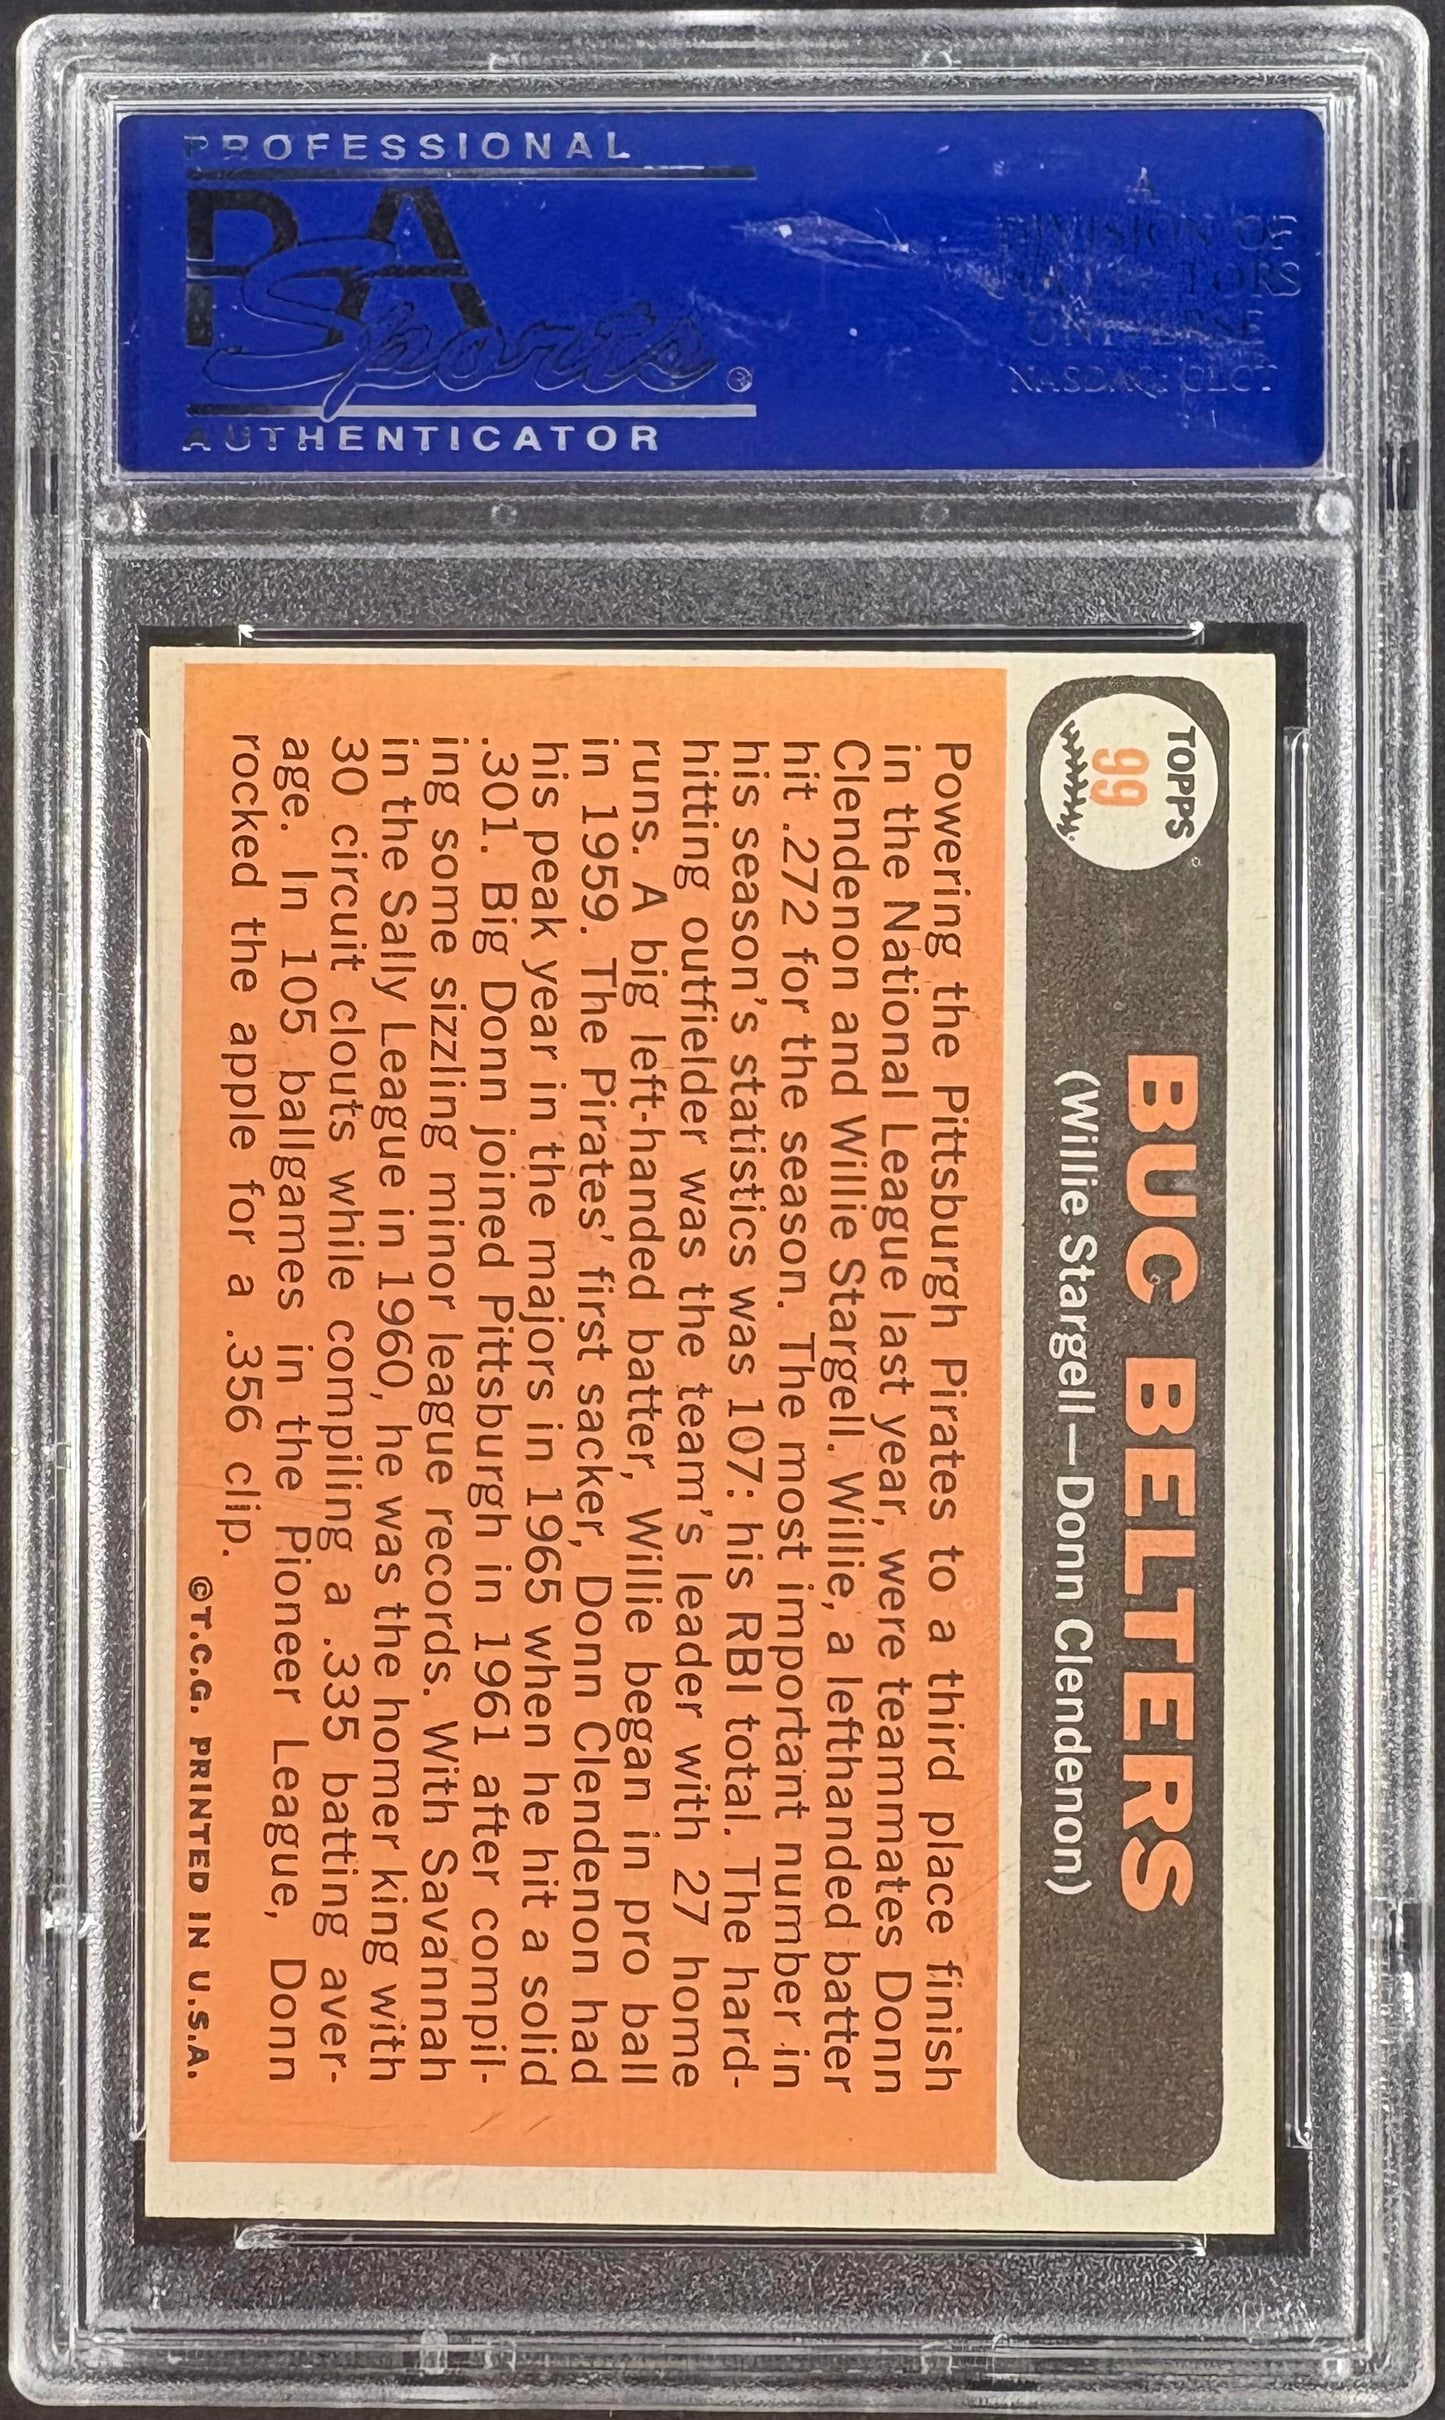 PROFESSIONAL
PSA
Sports®
AUTHENTICATOR
A
DIVISION OF
COLLECTORS
UNIVERSE
NASDAQ: CLCT
TOPPS
99
BUC BELTERS
(Willie Stargell—Donn Clendenon)
Powering the Pittsburgh Pirates to a third place finish
in the National League last year, were teammates Donn
Clendenon and Willie Stargell. Willie, a lefthanded batter
hit .272 for the season. The most important number in
his season's statistics was 107: his RBI total. The hard-
hitting outfielder was the team's leader with 27 home
runs. A big left-handed batter, Willie began in pro ball
in 1959. The Pirates' first sacker, Donn Clendenon had
his peak year in the majors in 1965 when he hit a solid
.301. Big Donn joined Pittsburgh in 1961 after compil-
ing some sizzling minor league records. With Savannah
in the Sally League in 1960, he was the homer king with
30 circuit clouts while compiling a .335 batting aver-
age. In 105 ballgames in the Pioneer League, Donn
rocked the apple for a .356 clip.
©T.C.G. PRINTED IN U.S.A.